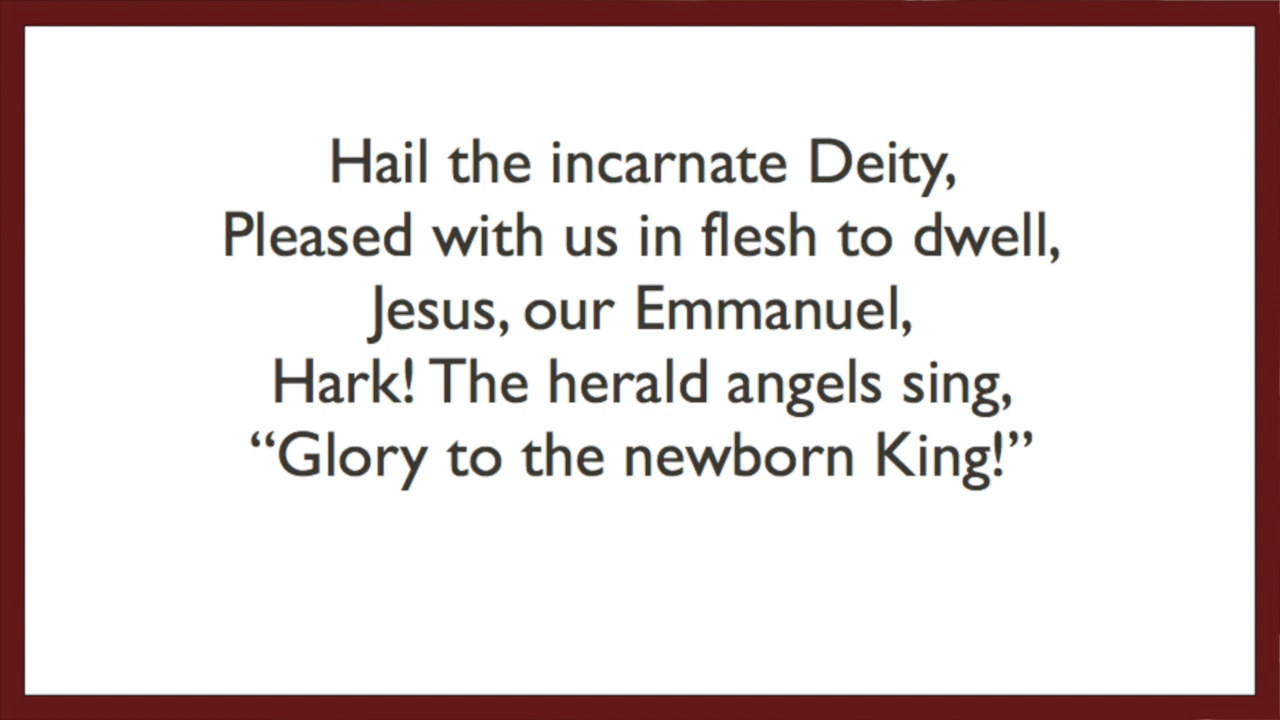 Hail the incarnate Deity,
Pleased with us in flesh to dwell,
Jesus, our Emmanuel,
Hark! The herald angels sing,
“Glory to the newborn King!”